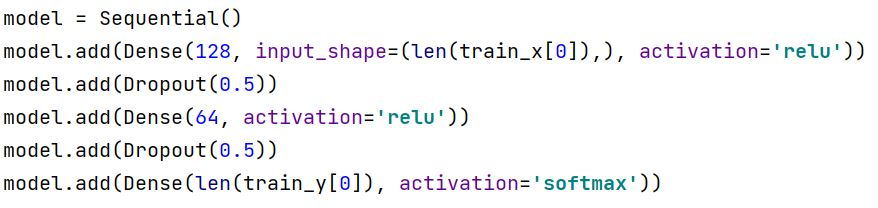 model = Sequential()
model.add(Dense(128, input_shape=(len(train_x[0]),), activation='relu'))
model.add(Dropout(0.5))
model.add(Dense(64, activation='relu'))
model.add(Dropout(0.5))
model.add(Dense(len(train_y[0]), activation='softmax'))